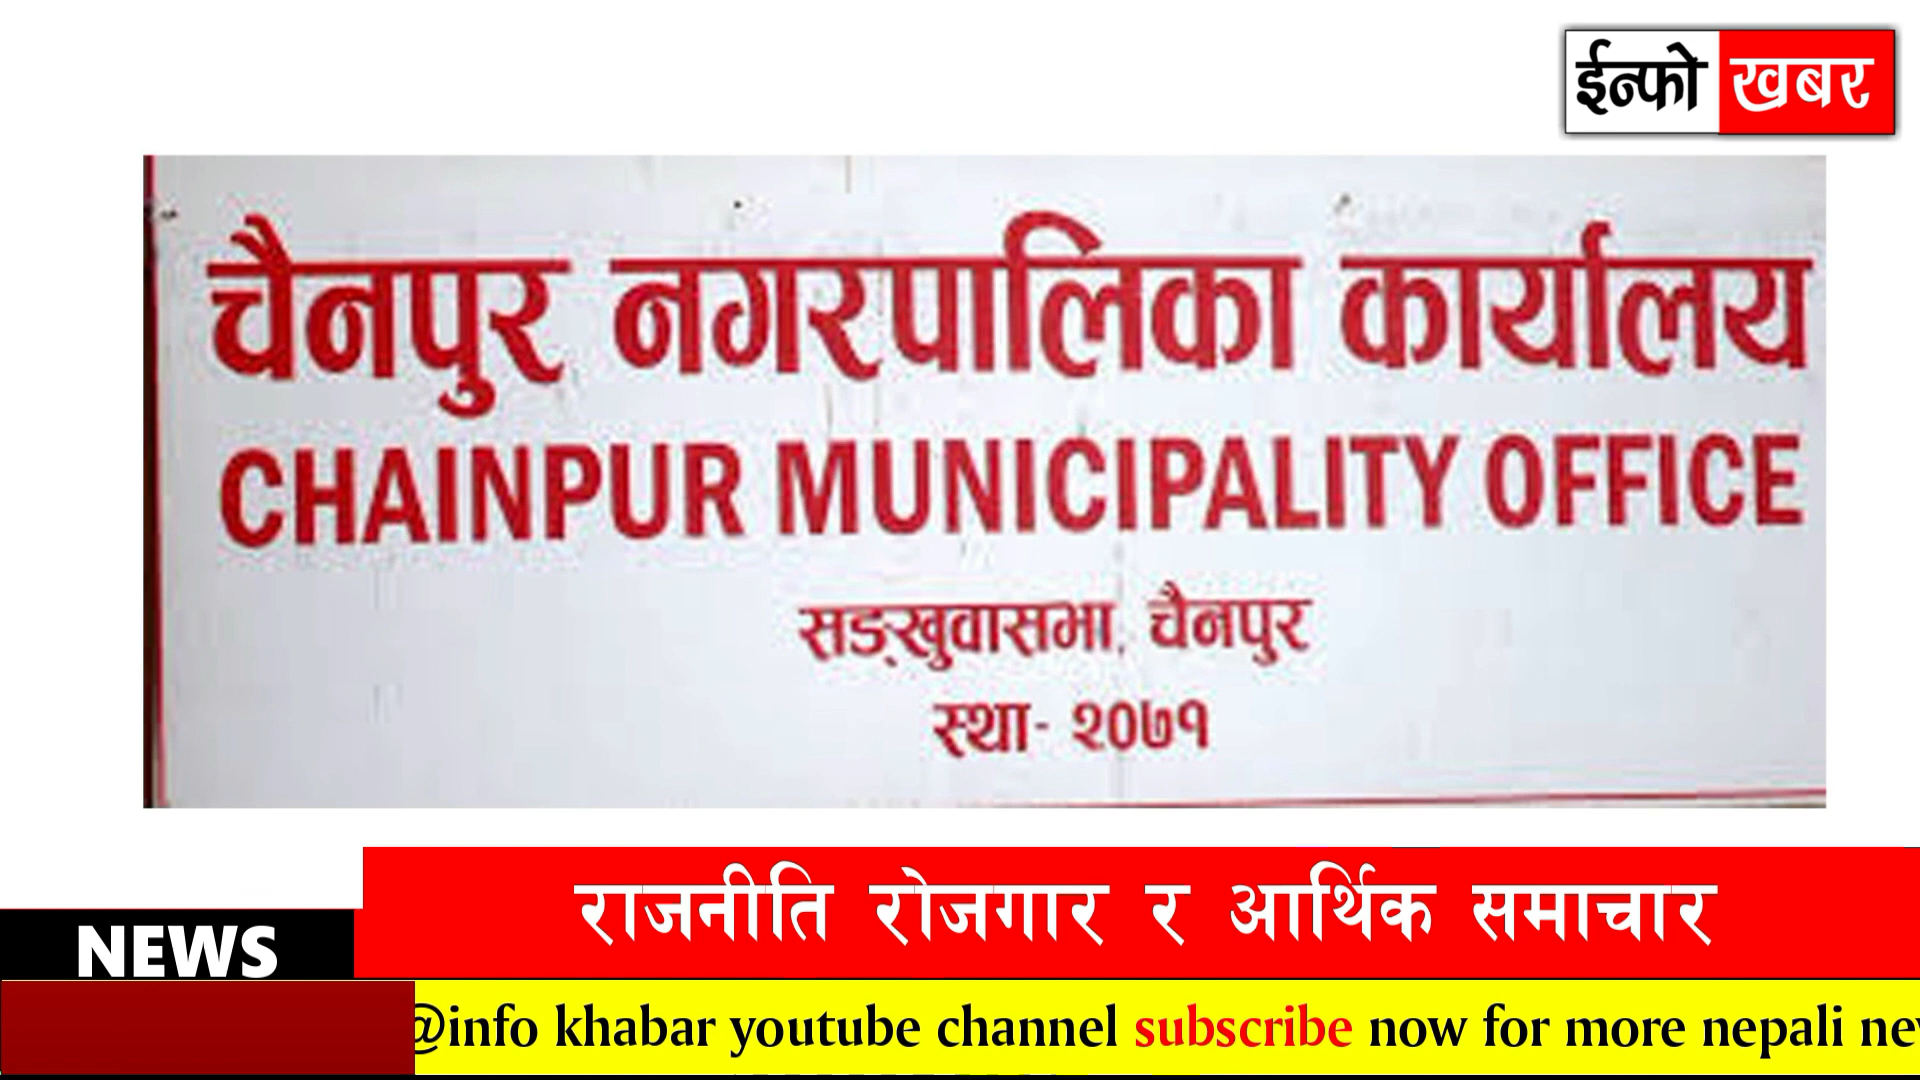 ईन्फो खबर
चैनपुर नगरपालिका कार्यालय
CHAINPUR MUNICIPALITY OFFICE
सङ्खुवासभा, चैनपुर
स्था- २०७१
राजनीति रोजगार र आर्थिक समाचार
NEWS
@info khabar youtube channel subscribe now for more nepali